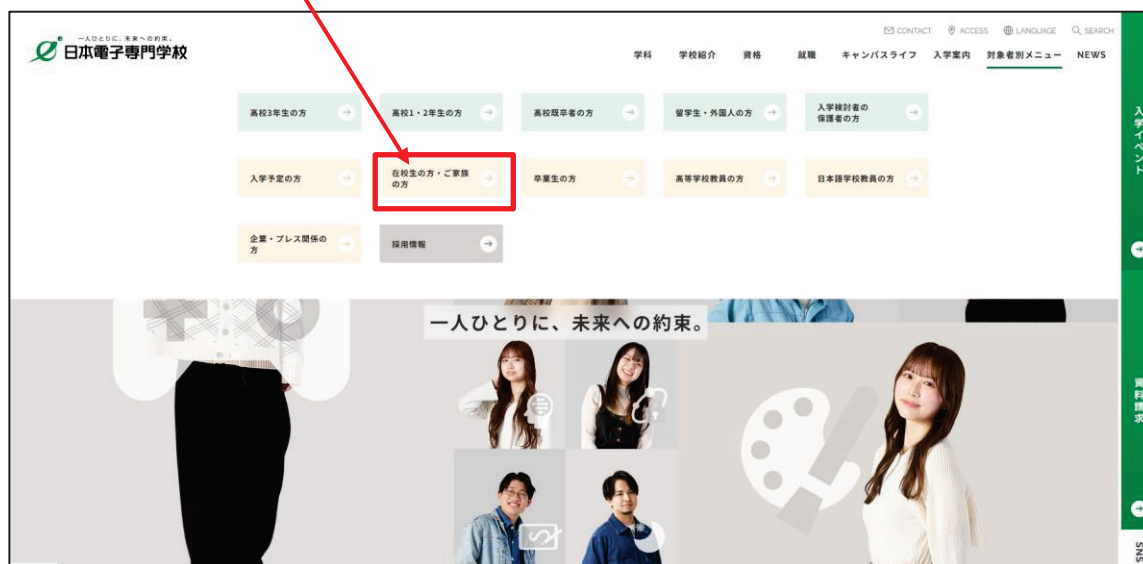 一人ひとりに、未来への約束。
日本電子専門学校
CONTACT ACCESS LANGUAGE SEARCH
学科 学校紹介 資格 就職 キャンパスライフ 入学案内 対象者別メニュー NEWS
高校3年生の方
高校1・2年生の方
高校既卒者の方
留学生・外国人の方
入学検討者の
保護者の方
入学予定の方
在校生の方・ご家族
の方
卒業生の方
高等学校教員の方
日本語学校教員の方
企業・プレス関係の
方
採用情報
一人ひとりに、未来への約束。
入学イベント
資料請求
SNS